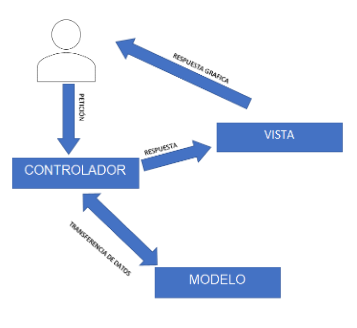 RESPUESTA GRAFICA
PETICIÓN
VISTA
RESPUESTA
CONTROLADOR
TRANSFERENCIA DE DATOS
MODELO